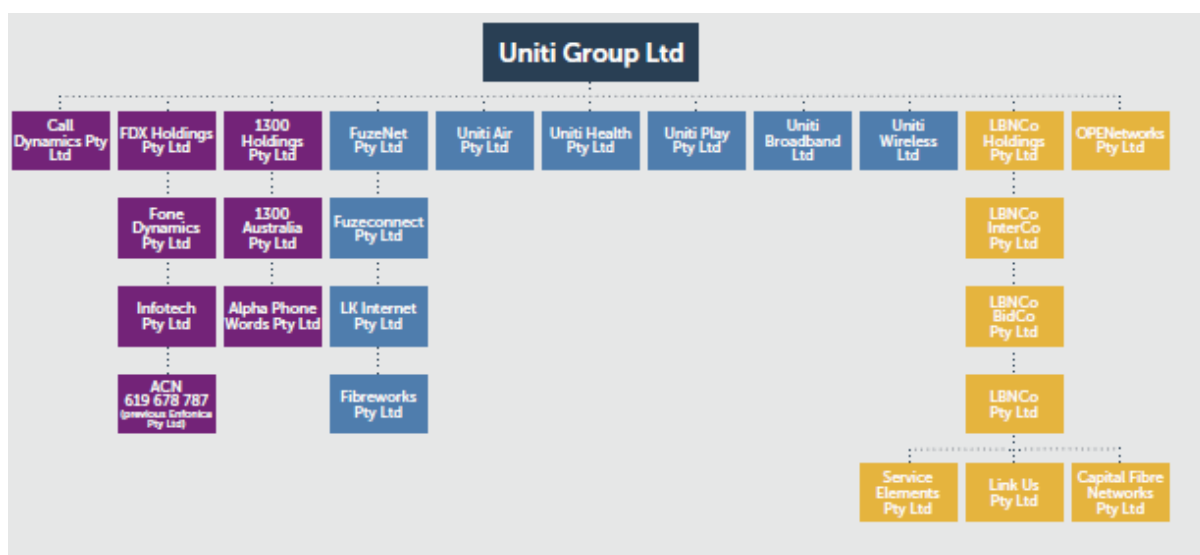 Uniti Group Ltd
Call
Dynamics Pty
Ltd
FDX Holdings
Pty Ltd
1300
Holdings
Pty Ltd
FuzeNet
Pty Ltd
Uniti Air
Pty Ltd
Uniti Health
Pty Ltd
Uniti Play
Pty Ltd
Uniti
Broadband
Ltd
Uniti
Wireless
Ltd
LBNCo
Holdings
Pty Ltd
OPENetworks
Pty Ltd
Fone
Dynamics
Pty Ltd
1300
Australia
Pty Ltd
Fuzeconnect
Pty Ltd
LBNCo
InterCo
Pty Ltd
Infotech
Pty Ltd
Alpha Phone
Words Pty Ltd
LK Internet
Pty Ltd
LBNCo
BidCo
Pty Ltd
ACN
619 678 787
(previous Enfonica
Pty Ltd)
Fibreworks
Pty Ltd
LBNCo
Pty Ltd
Service
Elements
Pty Ltd
Link Us
Pty Ltd
Capital Fibre
Networks
Pty Ltd